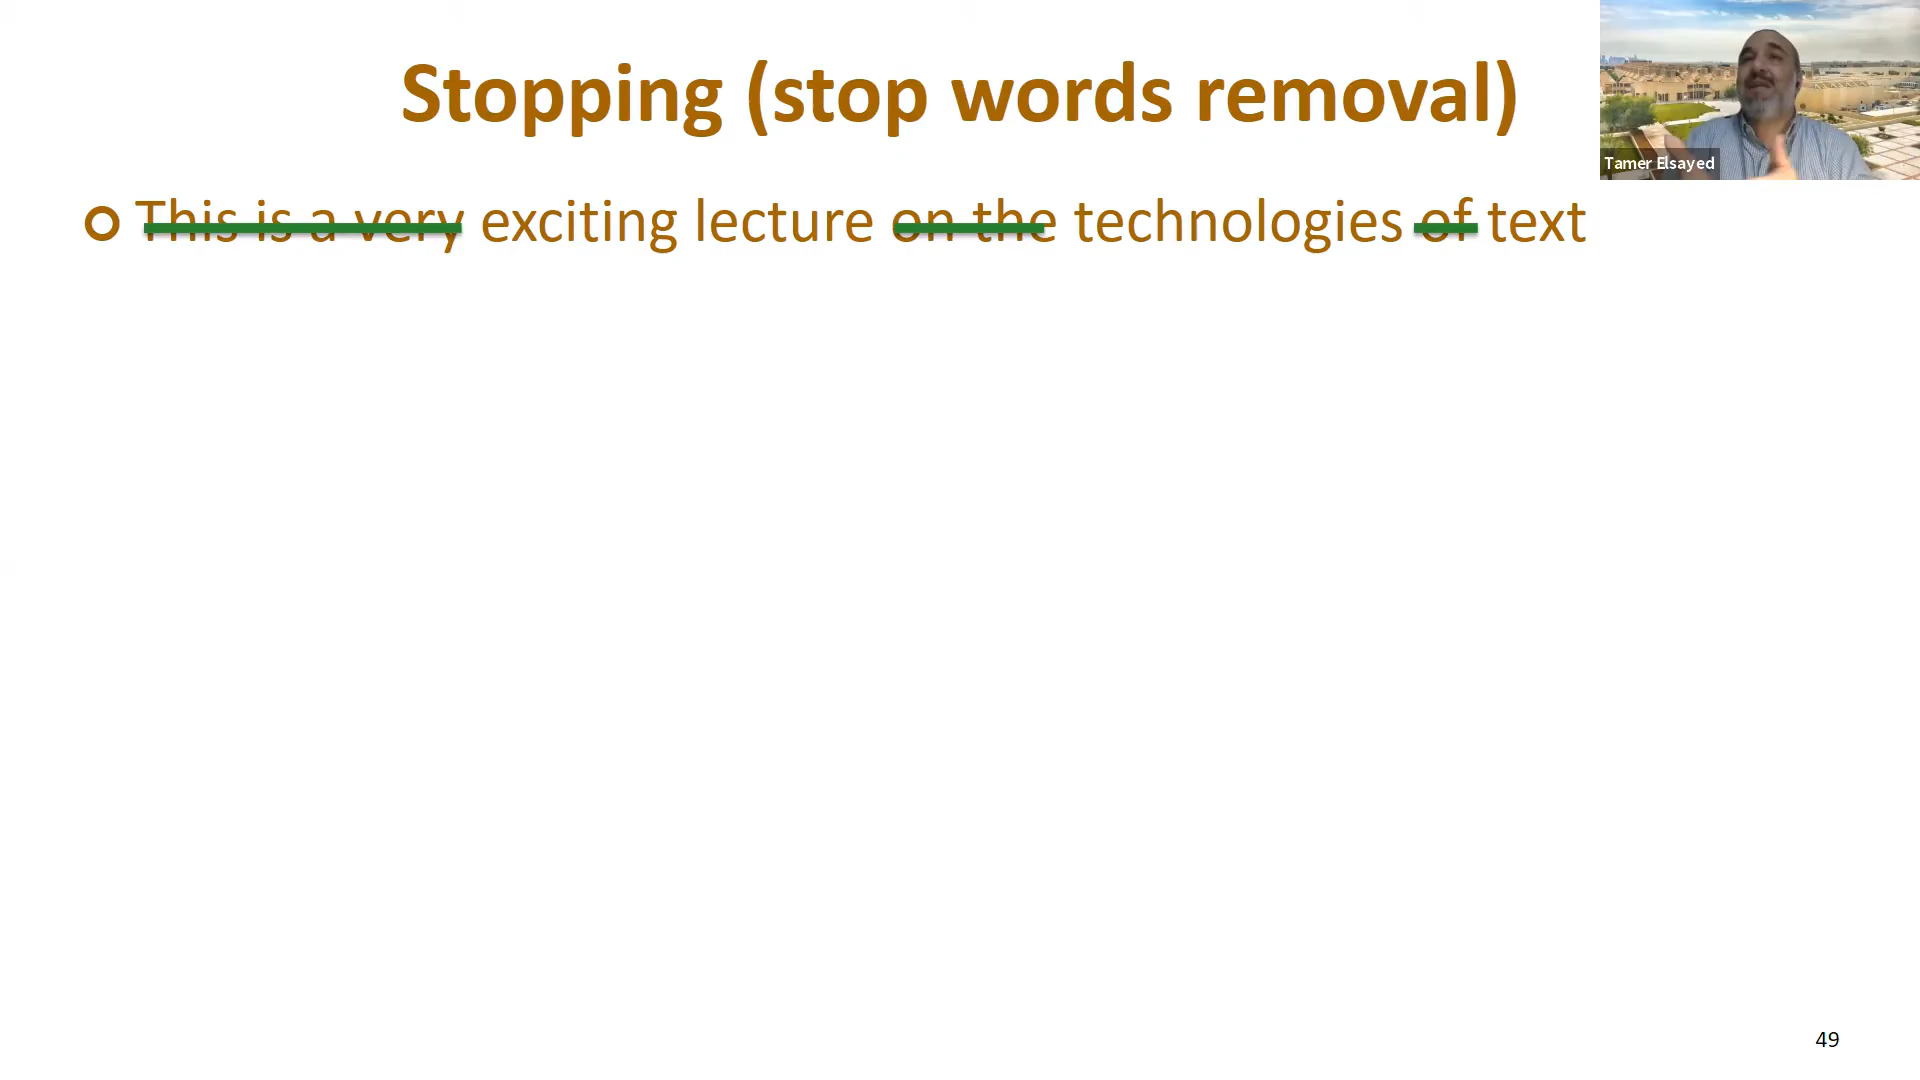 Stopping (stop words removal)
Tamer Elsayed
This is a very exciting lecture on the technologies of text
49